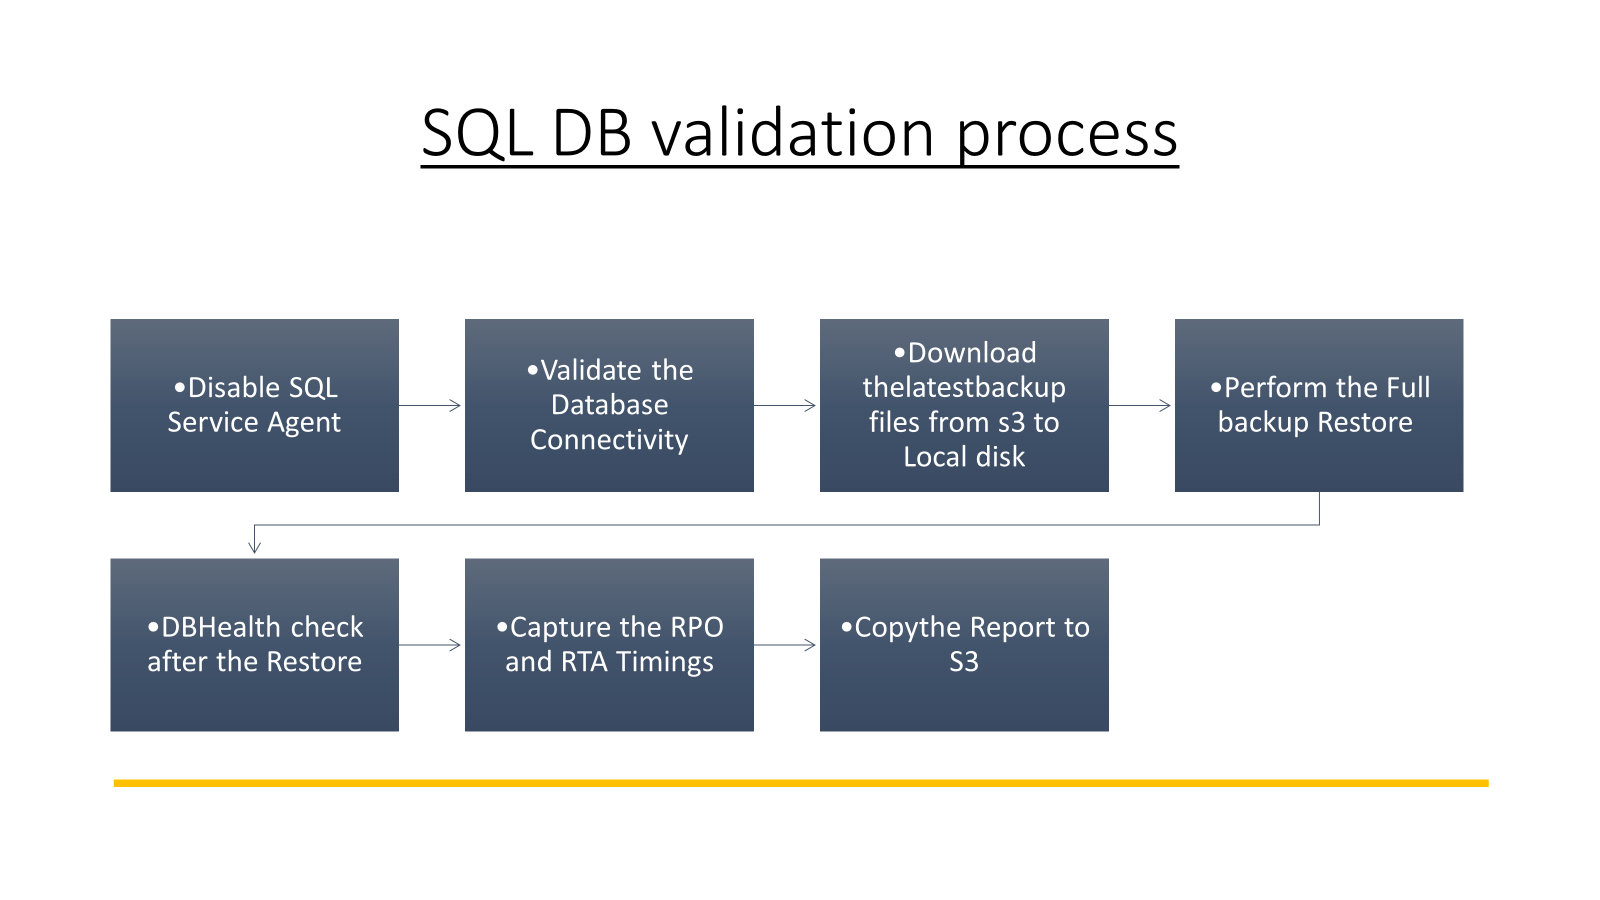 SQL DB validation process
•Disable SQL
Service Agent
•Validate the
Database
Connectivity
•Download
thelatestbackup
files from s3 to
Local disk
•Perform the Full
backup Restore
•DBHealth check
after the Restore
•Capture the RPO
and RTA Timings
•Copythe Report to
S3